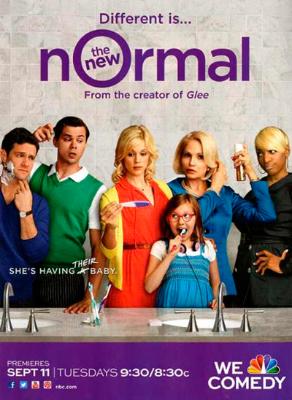 Different is...
the new
nOrmal
From the creator of Glee
SHE'S HAVING THEIR A BABY.
PREMIERES
SEPT 11 | TUESDAYS 9:30/8:30c
nbc.com
WE
COMEDY